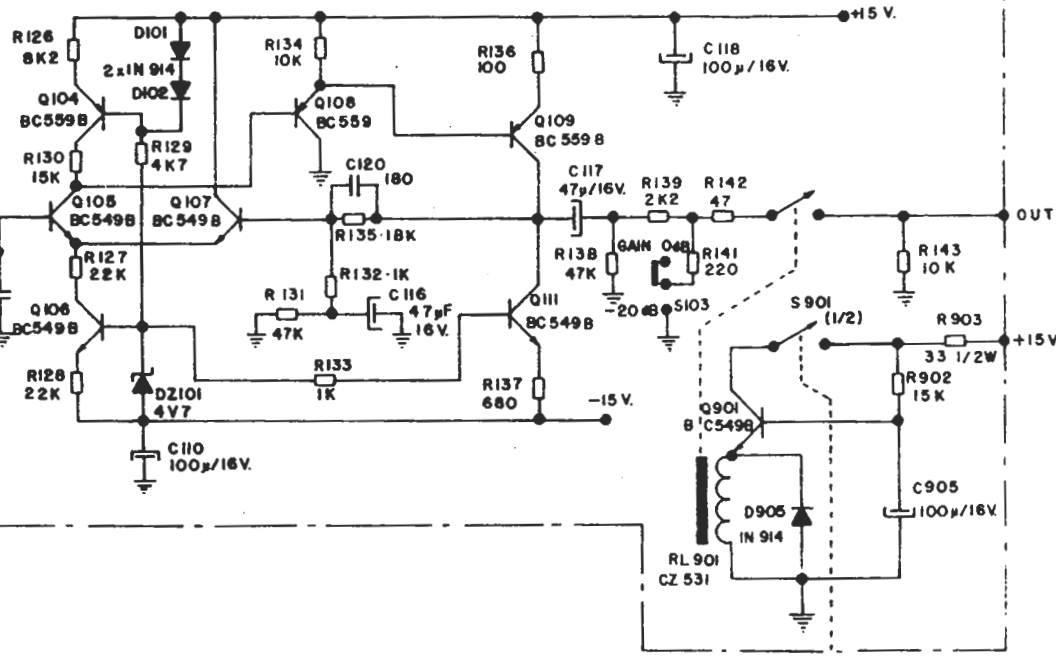 +15 V.
R126
8K2
D101
2x1N 914
D102
R134
10K
R136
100
C118
100µ/16V.
Q104
BC559B
Q108
BC559
Q109
BC 559 B
R129
4K7
R130
15K
C120
180
C117
47µ/16V.
R139
2K2
R142
47
Q105
BC549B
Q107
BC549B
OUT
R135·18K
R138
47K
GAIN 0dB
R141
220
R143
10 K
R127
22K
R132·1K
-20dB
S103
R131
47K
C116
47µF
16V.
Q111
BC549B
S901
(1/2)
R903
33 1/2W
+15V
Q106
BC549B
R133
1K
R128
22K
DZ101
4V7
R137
680
-15 V.
R902
15K
Q901
B C549B
C110
100µ/16V.
C905
100µ/16V.
D905
1N 914
RL 901
CZ 531